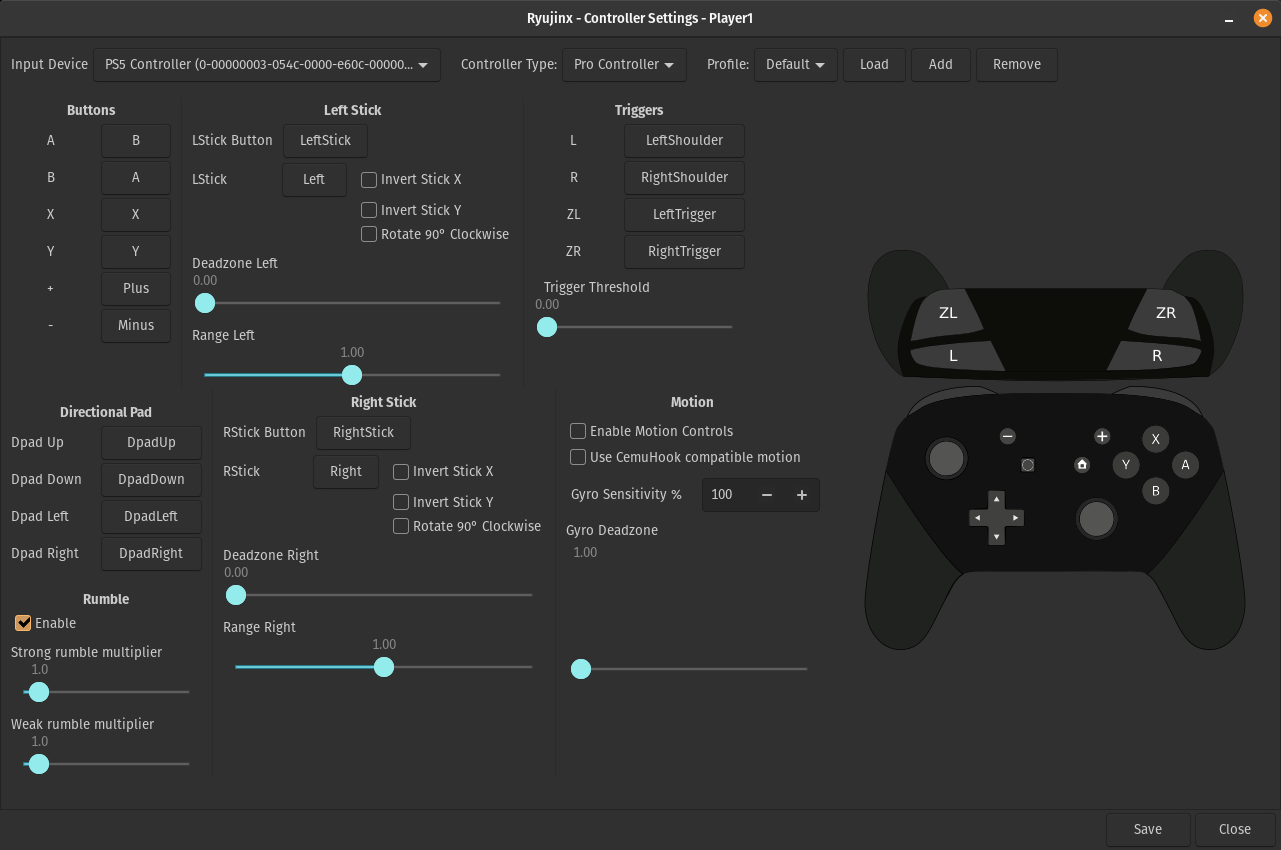 Ryujinx - Controller Settings - Player1
Input Device PS5 Controller (0-00000003-054c-0000-e60c-00000... Controller Type: Pro Controller Profile: Default Load Add Remove
Buttons
A B
B A
X X
Y Y
+ Plus
- Minus
Left Stick
LStick Button LeftStick
LStick Left Invert Stick X
Invert Stick Y
Rotate 90° Clockwise
Deadzone Left
0.00
Range Left
1.00
Triggers
L LeftShoulder
R RightShoulder
ZL LeftTrigger
ZR RightTrigger
Trigger Threshold
0.00
Directional Pad
Dpad Up DpadUp
Dpad Down DpadDown
Dpad Left DpadLeft
Dpad Right DpadRight
Rumble
Enable
Strong rumble multiplier
1.0
Weak rumble multiplier
1.0
Right Stick
RStick Button RightStick
RStick Right Invert Stick X
Invert Stick Y
Rotate 90° Clockwise
Deadzone Right
0.00
Range Right
1.00
Motion
Enable Motion Controls
Use CemuHook compatible motion
Gyro Sensitivity % 100 − +
Gyro Deadzone
1.00
ZL ZR
L R
− + X
Y A
B
Save Close